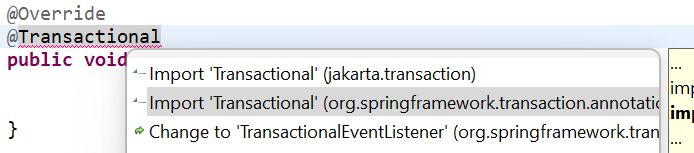 @Override
@Transactional
public void
Import 'Transactional' (jakarta.transaction)
Import 'Transactional' (org.springframework.transaction.annotatio
Change to 'TransactionalEventListener' (org.springframework.tran
}
...
imp
imp
...